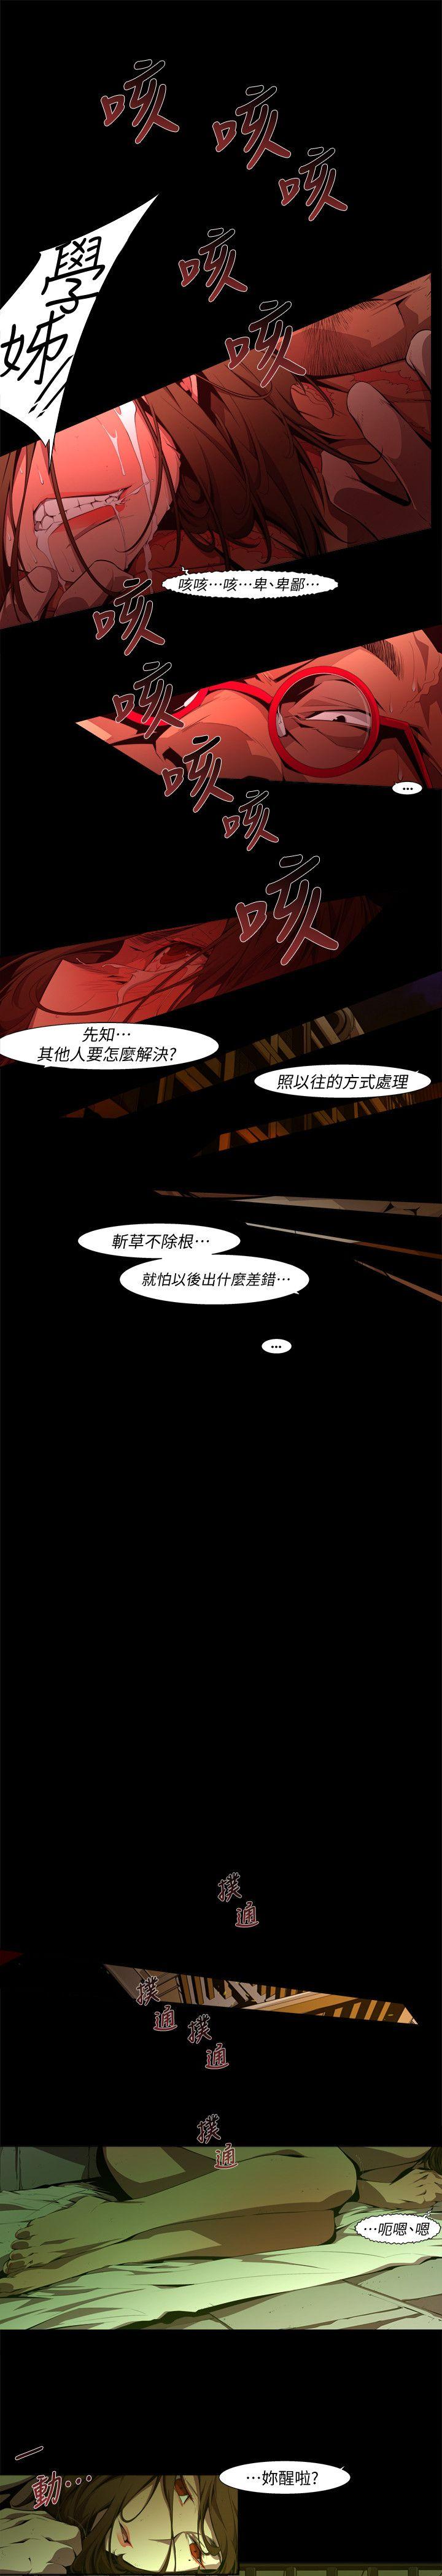 咳
咳
咳
學
姊
咳
咳
咳咳…咳…卑、卑鄙…
咳
咳
咳
咳
…
咳
先知…
其他人要怎麼解決?
照以往的方式處理
斬草不除根…
就怕以後出什麼差錯…
…
撲
通
撲
通
撲
通
撲
通
…呃嗯、嗯
一動…
…妳醒啦?